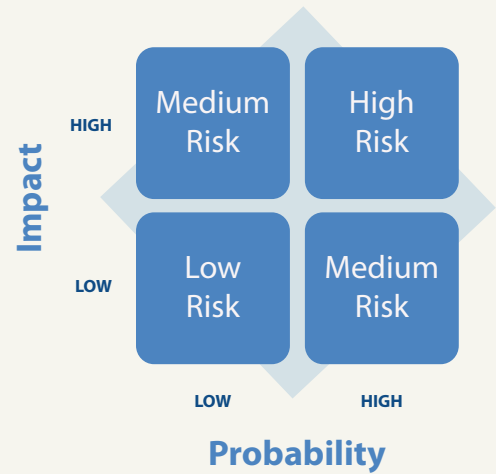 Medium
Risk
High
Risk
HIGH
Impact
Low
Risk
Medium
Risk
LOW
LOW
HIGH
Probability